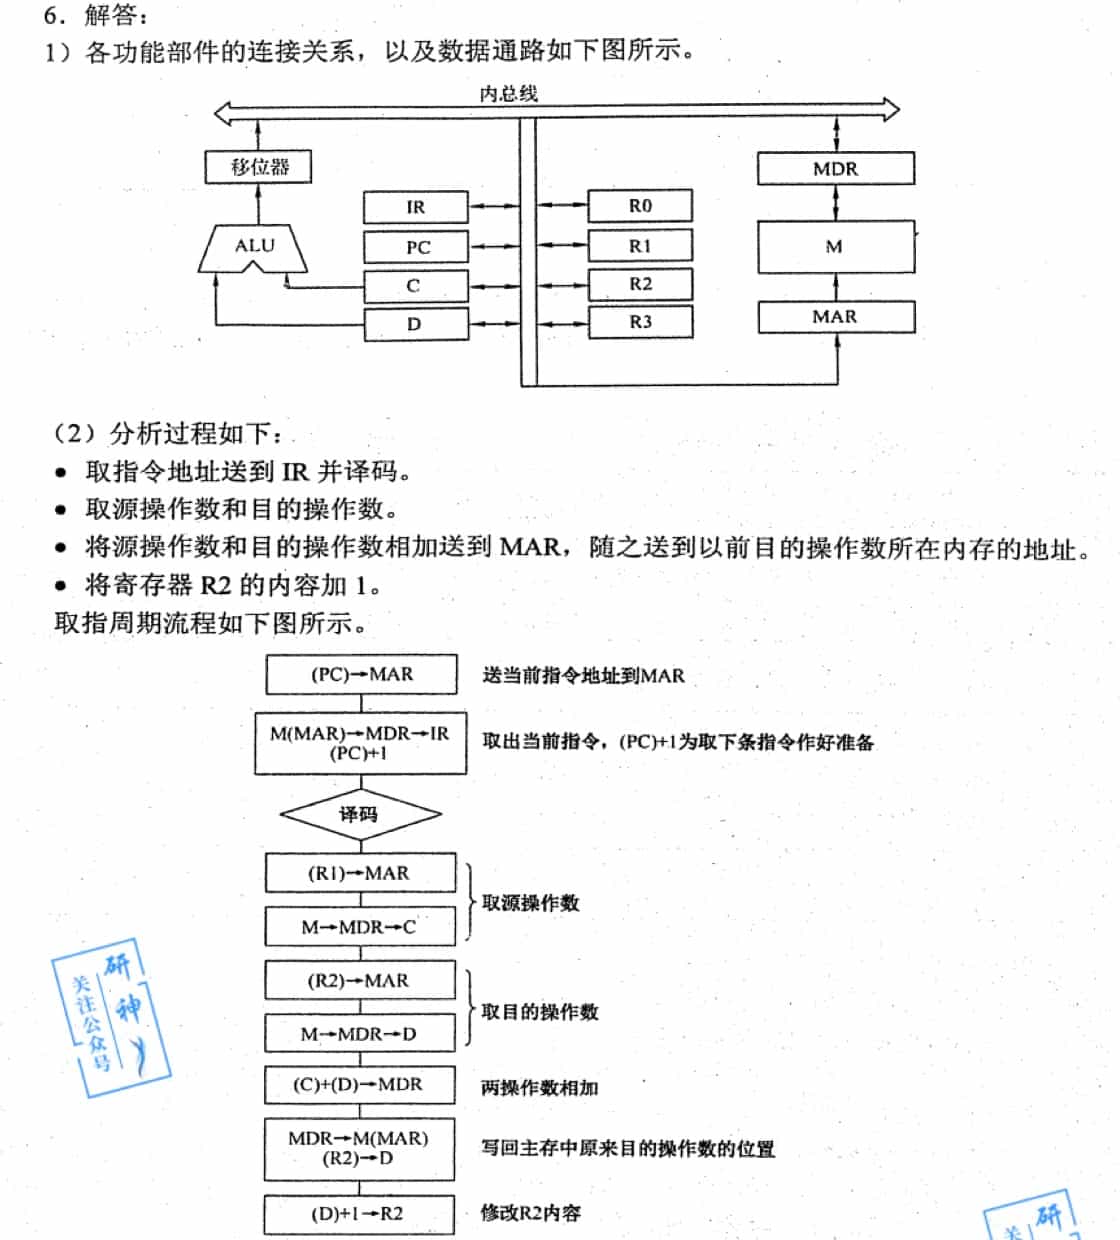 6．解答：
1）各功能部件的连接关系，以及数据通路如下图所示。
内总线
移位器
MDR
IR
R0
ALU
PC
R1
M
C
R2
D
R3
MAR
（2）分析过程如下：
● 取指令地址送到 IR 并译码。
● 取源操作数和目的操作数。
● 将源操作数和目的操作数相加送到 MAR，随之送到以前目的操作数所在内存的地址。
● 将寄存器 R2 的内容加 1。
取指周期流程如下图所示。
(PC)→MAR 送当前指令地址到MAR
M(MAR)→MDR→IR
(PC)+1
取出当前指令，(PC)+1为取下条指令作好准备
译码
(R1)→MAR
M→MDR→C
取源操作数
(R2)→MAR
M→MDR→D
取目的操作数
(C)+(D)→MDR 两操作数相加
MDR→M(MAR)
(R2)→D
写回主存中原来目的操作数的位置
(D)+1→R2 修改R2内容
关注公众号
研神
研
关